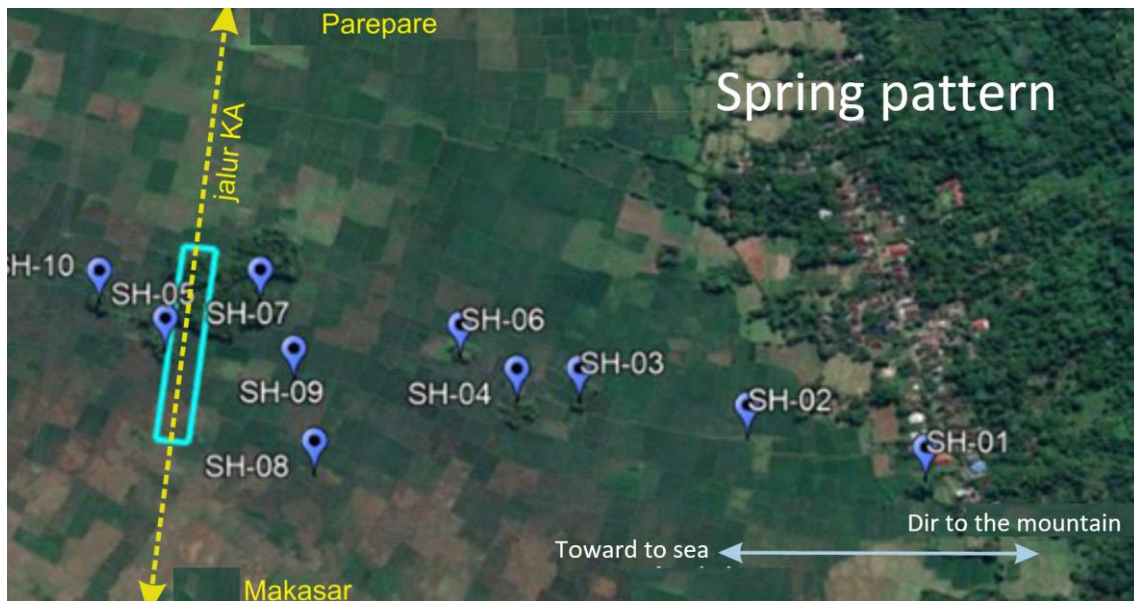 Parepare
Spring pattern
jalur KA
SH-10
SH-05
SH-07
SH-06
SH-09
SH-04
SH-03
SH-02
SH-08
SH-01
Dir to the mountain
Toward to sea
Makasar